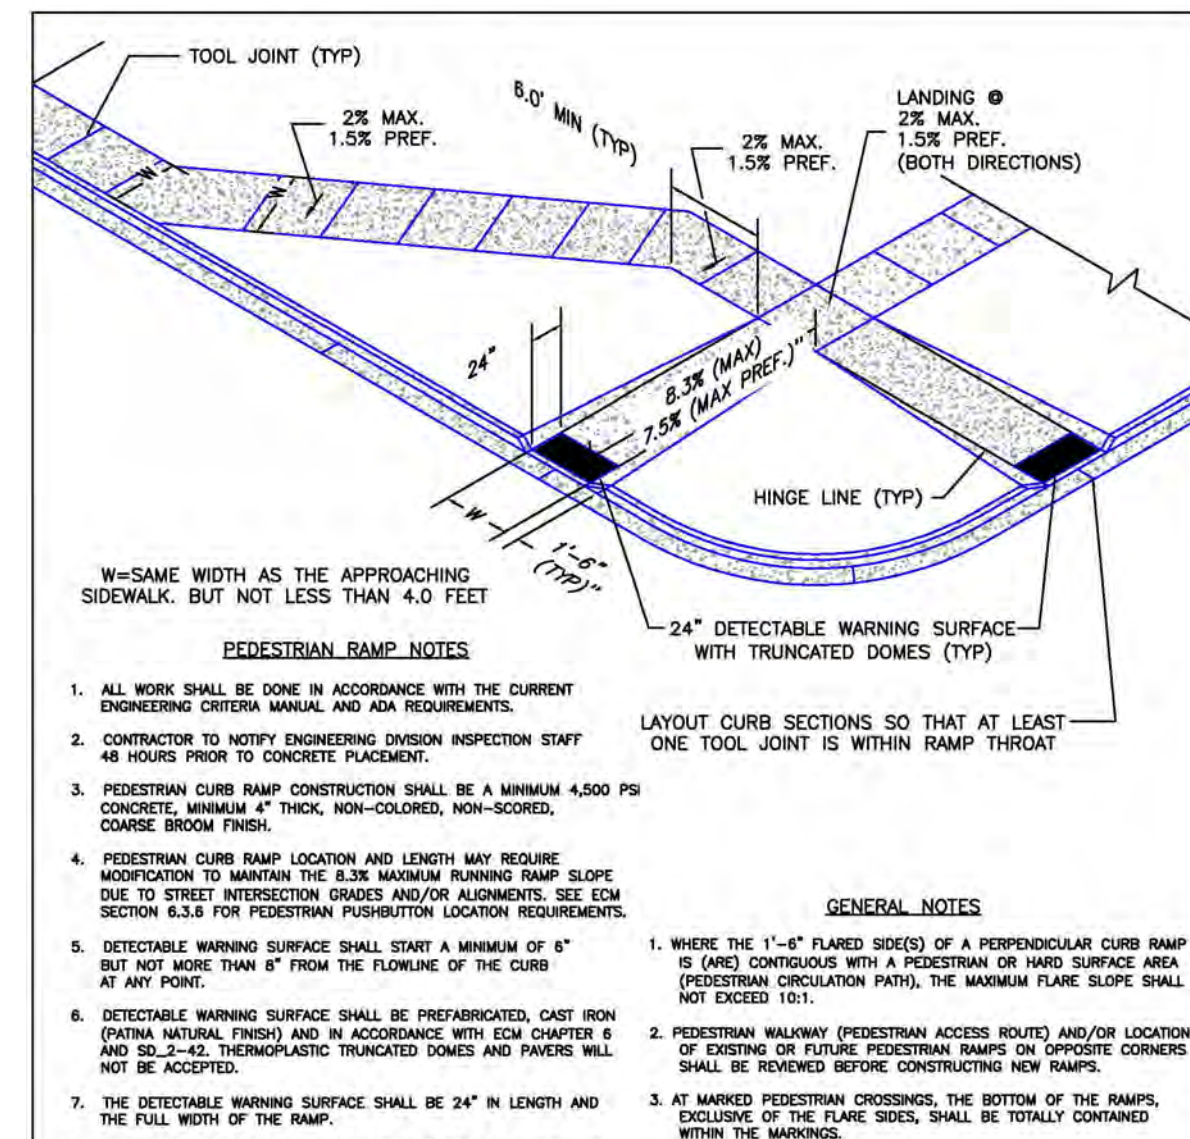 TOOL JOINT (TYP)
2% MAX.
1.5% PREF.
6.0' MIN (TYP)
2% MAX.
1.5% PREF.
LANDING @
2% MAX.
1.5% PREF.
(BOTH DIRECTIONS)
W
W
24"
8.3% (MAX)
7.5% (MAX PREF.)"
HINGE LINE (TYP)
W
1'-6"
(TYP)"
W=SAME WIDTH AS THE APPROACHING
SIDEWALK. BUT NOT LESS THAN 4.0 FEET
24" DETECTABLE WARNING SURFACE
WITH TRUNCATED DOMES (TYP)
LAYOUT CURB SECTIONS SO THAT AT LEAST
ONE TOOL JOINT IS WITHIN RAMP THROAT
PEDESTRIAN RAMP NOTES
1. ALL WORK SHALL BE DONE IN ACCORDANCE WITH THE CURRENT
ENGINEERING CRITERIA MANUAL AND ADA REQUIREMENTS.
2. CONTRACTOR TO NOTIFY ENGINEERING DIVISION INSPECTION STAFF
48 HOURS PRIOR TO CONCRETE PLACEMENT.
3. PEDESTRIAN CURB RAMP CONSTRUCTION SHALL BE A MINIMUM 4,500 PSI
CONCRETE, MINIMUM 4" THICK, NON-COLORED, NON-SCORED,
COARSE BROOM FINISH.
4. PEDESTRIAN CURB RAMP LOCATION AND LENGTH MAY REQUIRE
MODIFICATION TO MAINTAIN THE 8.3% MAXIMUM RUNNING RAMP SLOPE
DUE TO STREET INTERSECTION GRADES AND/OR ALIGNMENTS. SEE ECM
SECTION 6.3.6 FOR PEDESTRIAN PUSHBUTTON LOCATION REQUIREMENTS.
5. DETECTABLE WARNING SURFACE SHALL START A MINIMUM OF 6"
BUT NOT MORE THAN 8" FROM THE FLOWLINE OF THE CURB
AT ANY POINT.
6. DETECTABLE WARNING SURFACE SHALL BE PREFABRICATED, CAST IRON
(PATINA NATURAL FINISH) AND IN ACCORDANCE WITH ECM CHAPTER 6
AND SD_2-42. THERMOPLASTIC TRUNCATED DOMES AND PAVERS WILL
NOT BE ACCEPTED.
7. THE DETECTABLE WARNING SURFACE SHALL BE 24" IN LENGTH AND
THE FULL WIDTH OF THE RAMP.
GENERAL NOTES
1. WHERE THE 1'-6" FLARED SIDE(S) OF A PERPENDICULAR CURB RAMP
IS (ARE) CONTIGUOUS WITH A PEDESTRIAN OR HARD SURFACE AREA
(PEDESTRIAN CIRCULATION PATH), THE MAXIMUM FLARE SLOPE SHALL
NOT EXCEED 10:1.
2. PEDESTRIAN WALKWAY (PEDESTRIAN ACCESS ROUTE) AND/OR LOCATION
OF EXISTING OR FUTURE PEDESTRIAN RAMPS ON OPPOSITE CORNERS
SHALL BE REVIEWED BEFORE CONSTRUCTING NEW RAMPS.
3. AT MARKED PEDESTRIAN CROSSINGS, THE BOTTOM OF THE RAMPS,
EXCLUSIVE OF THE FLARE SIDES, SHALL BE TOTALLY CONTAINED
WITHIN THE MARKINGS.